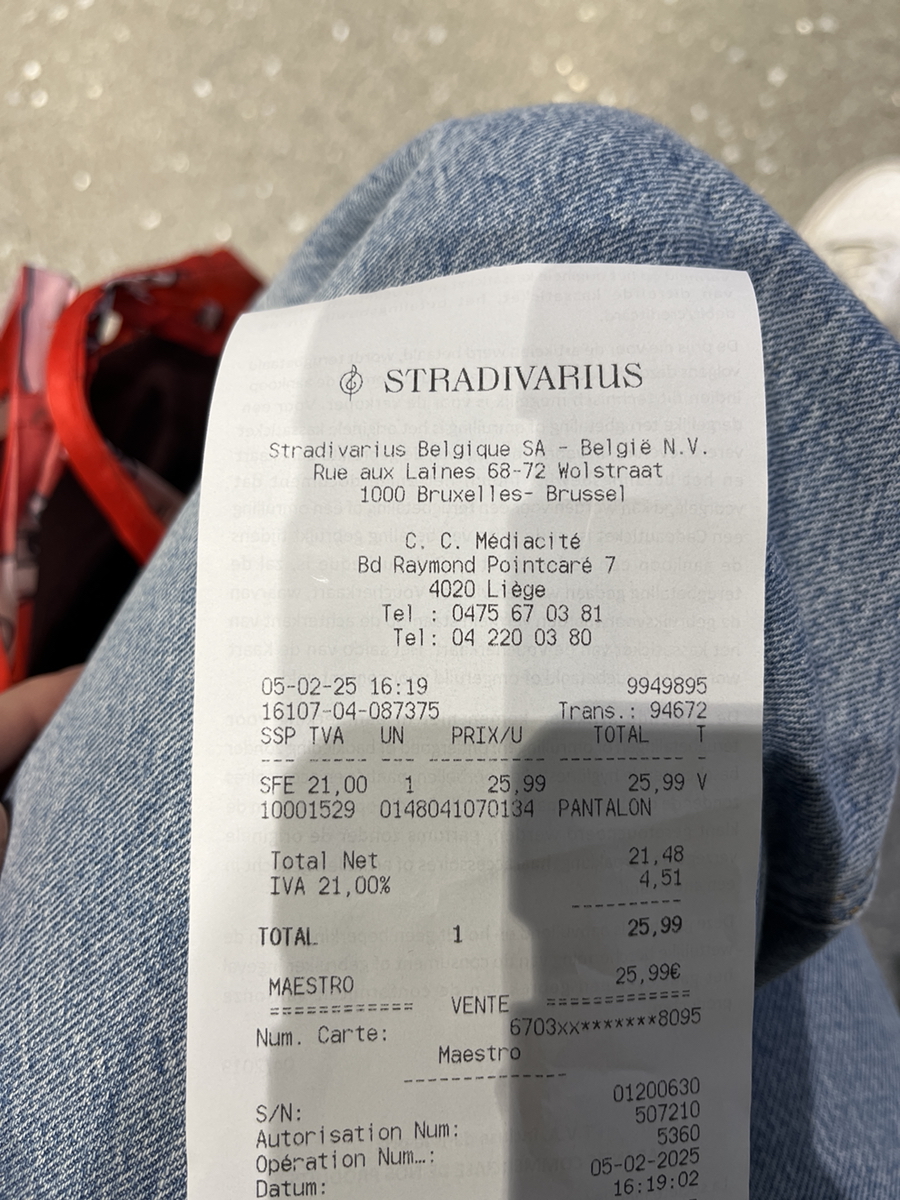 STRADIVARIUS
Stradivarius Belgique SA - België N.V.
Rue aux Laines 68-72 Wolstraat
1000 Bruxelles- Brussel
C. C. Médiacité
Bd Raymond Pointcaré 7
4020 Liège
Tel : 0475 67 03 81
Tel: 04 220 03 80
05-02-25 16:19 9949895
16107-04-087375 Trans.: 94672
SSP TVA UN PRIX/U TOTAL T
--- ---- --- -------- ---------- --
SFE 21,00 1 25,99 25,99 V
10001529 0148041070134 PANTALON
Total Net 21,48
IVA 21,00% 4,51
----------
TOTAL 1 25,99
MAESTRO 25,99€
============ VENTE ============
Num. Carte: 6703xx*******8095
Maestro
---------------
S/N: 01200630
Autorisation Num: 507210
Opération Num…: 5360
Datum: 05-02-2025
16:19:02